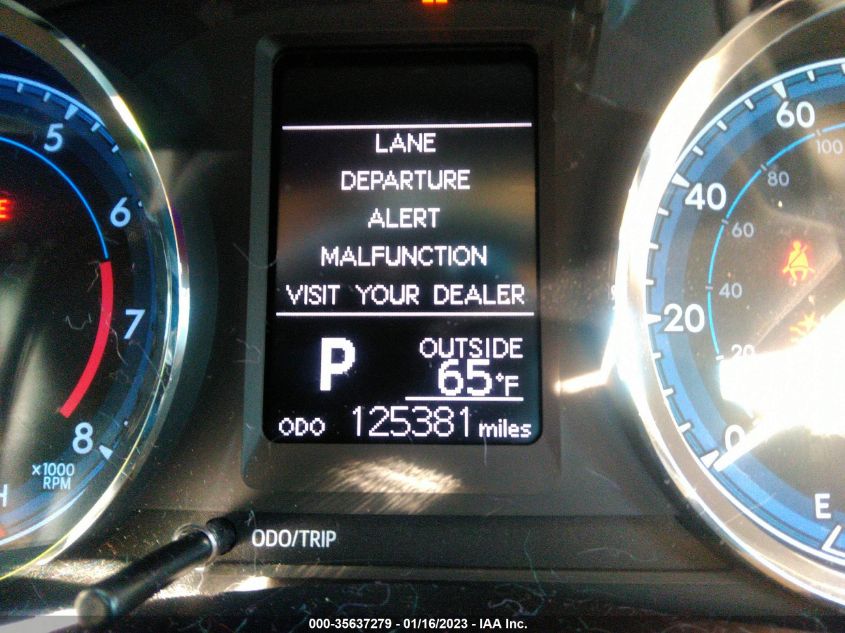 LANE
DEPARTURE
ALERT
MALFUNCTION
VISIT YOUR DEALER
P
OUTSIDE
65°F
ODO 125381 miles
ODO/TRIP
5
6
7
8
x1000
RPM
H
60
40
20
0
100
80
60
40
20
E
000-35637279 - 01/16/2023 - IAA Inc.